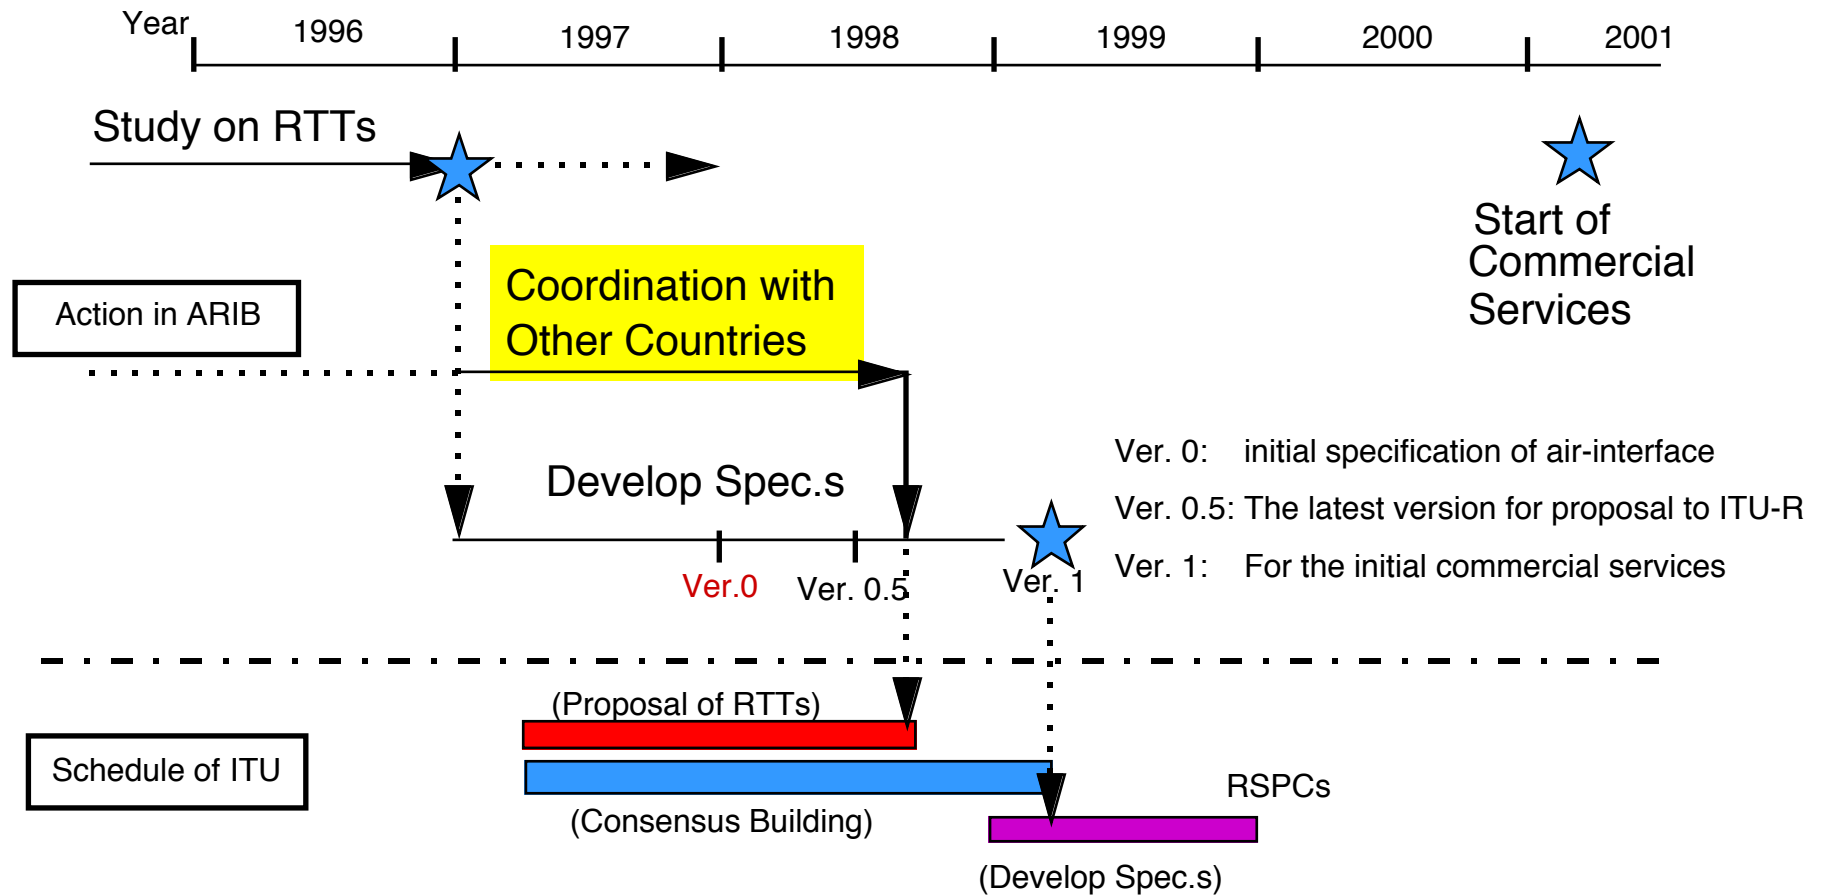 Year
1996
1997
1998
1999
2000
2001
Study on RTTs
Start of
Commercial
Services
Coordination with
Other Countries
Action in ARIB
Develop Spec.s
Ver. 0: initial specification of air-interface
Ver. 0.5: The latest version for proposal to ITU-R
Ver. 1: For the initial commercial services
Ver.0
Ver. 0.5
Ver. 1
(Proposal of RTTs)
Schedule of ITU
RSPCs
(Consensus Building)
(Develop Spec.s)